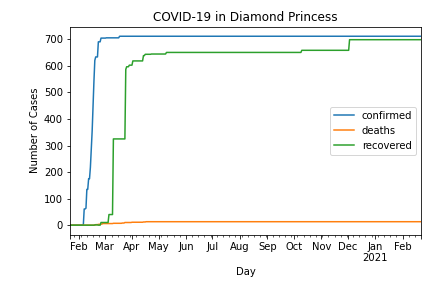 COVID-19 in Diamond Princess
Number of Cases
700
600
500
400
300
200
100
0
confirmed
deaths
recovered
Feb Mar Apr May Jun Jul Aug Sep Oct Nov Dec Jan Feb
2021
Day